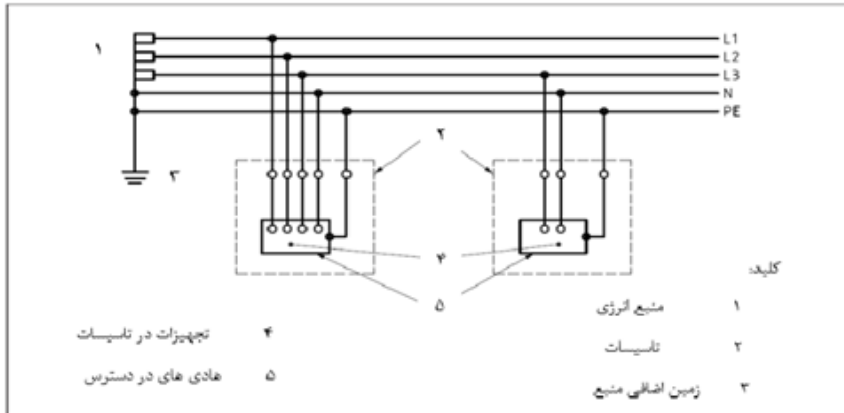 ۱
L1
L2
L3
N
PE
۲
۳
۴
۵
کلید:
۱ منبع انرژی
۲ تاسیسات
۳ زمین اضافی منبع
۴ تجهیزات در تاسیسات
۵ هادی های در دسترس